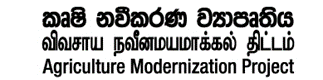 කෘෂි නවීකරණ ව්‍යාපෘතිය
விவசாய நவீனமயமாக்கல் திட்டம்
Agriculture Modernization Project